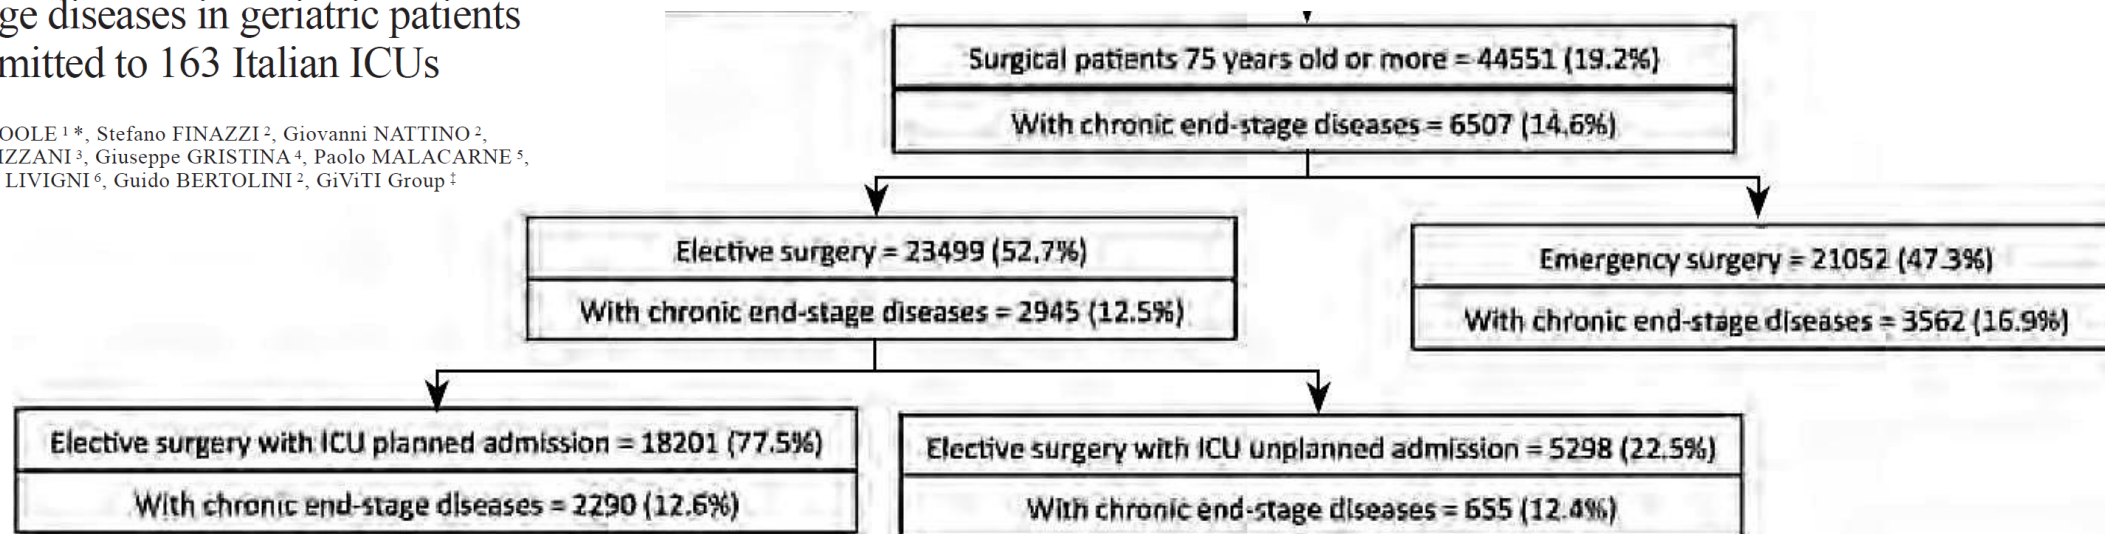 ge diseases in geriatric patients
mitted to 163 Italian ICUs
OOLE 1 *, Stefano FINAZZI 2, Giovanni NATTINO 2,
IZZANI 3, Giuseppe GRISTINA 4, Paolo MALACARNE 5,
LIVIGNI 6, Guido BERTOLINI 2, GiViTI Group ‡
Surgical patients 75 years old or more = 44551 (19.2%)
With chronic end-stage diseases = 6507 (14.6%)
Elective surgery = 23499 (52.7%)
With chronic end-stage diseases = 2945 (12.5%)
Emergency surgery = 21052 (47.3%)
With chronic end-stage diseases = 3562 (16.9%)
Elective surgery with ICU planned admission = 18201 (77.5%)
With chronic end-stage diseases = 2290 (12.6%)
Elective surgery with ICU unplanned admission = 5298 (22.5%)
With chronic end-stage diseases = 655 (12.4%)